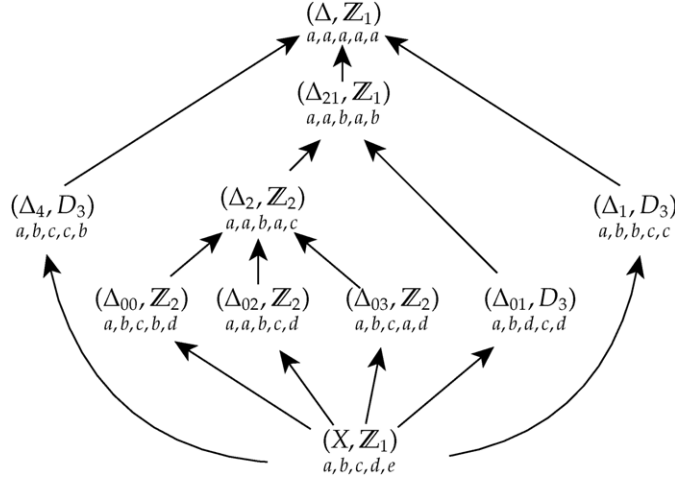 (Δ, ℤ₁)
a,a,a,a,a
(Δ₂₁, ℤ₁)
a,a,b,a,b
(Δ₄, D₃)
a,b,c,c,b
(Δ₂, ℤ₂)
a,a,b,a,c
(Δ₁, D₃)
a,b,b,c,c
(Δ₀₀, ℤ₂)
a,b,c,b,d
(Δ₀₂, ℤ₂)
a,a,b,c,d
(Δ₀₃, ℤ₂)
a,b,c,a,d
(Δ₀₁, D₃)
a,b,d,c,d
(X, ℤ₁)
a,b,c,d,e